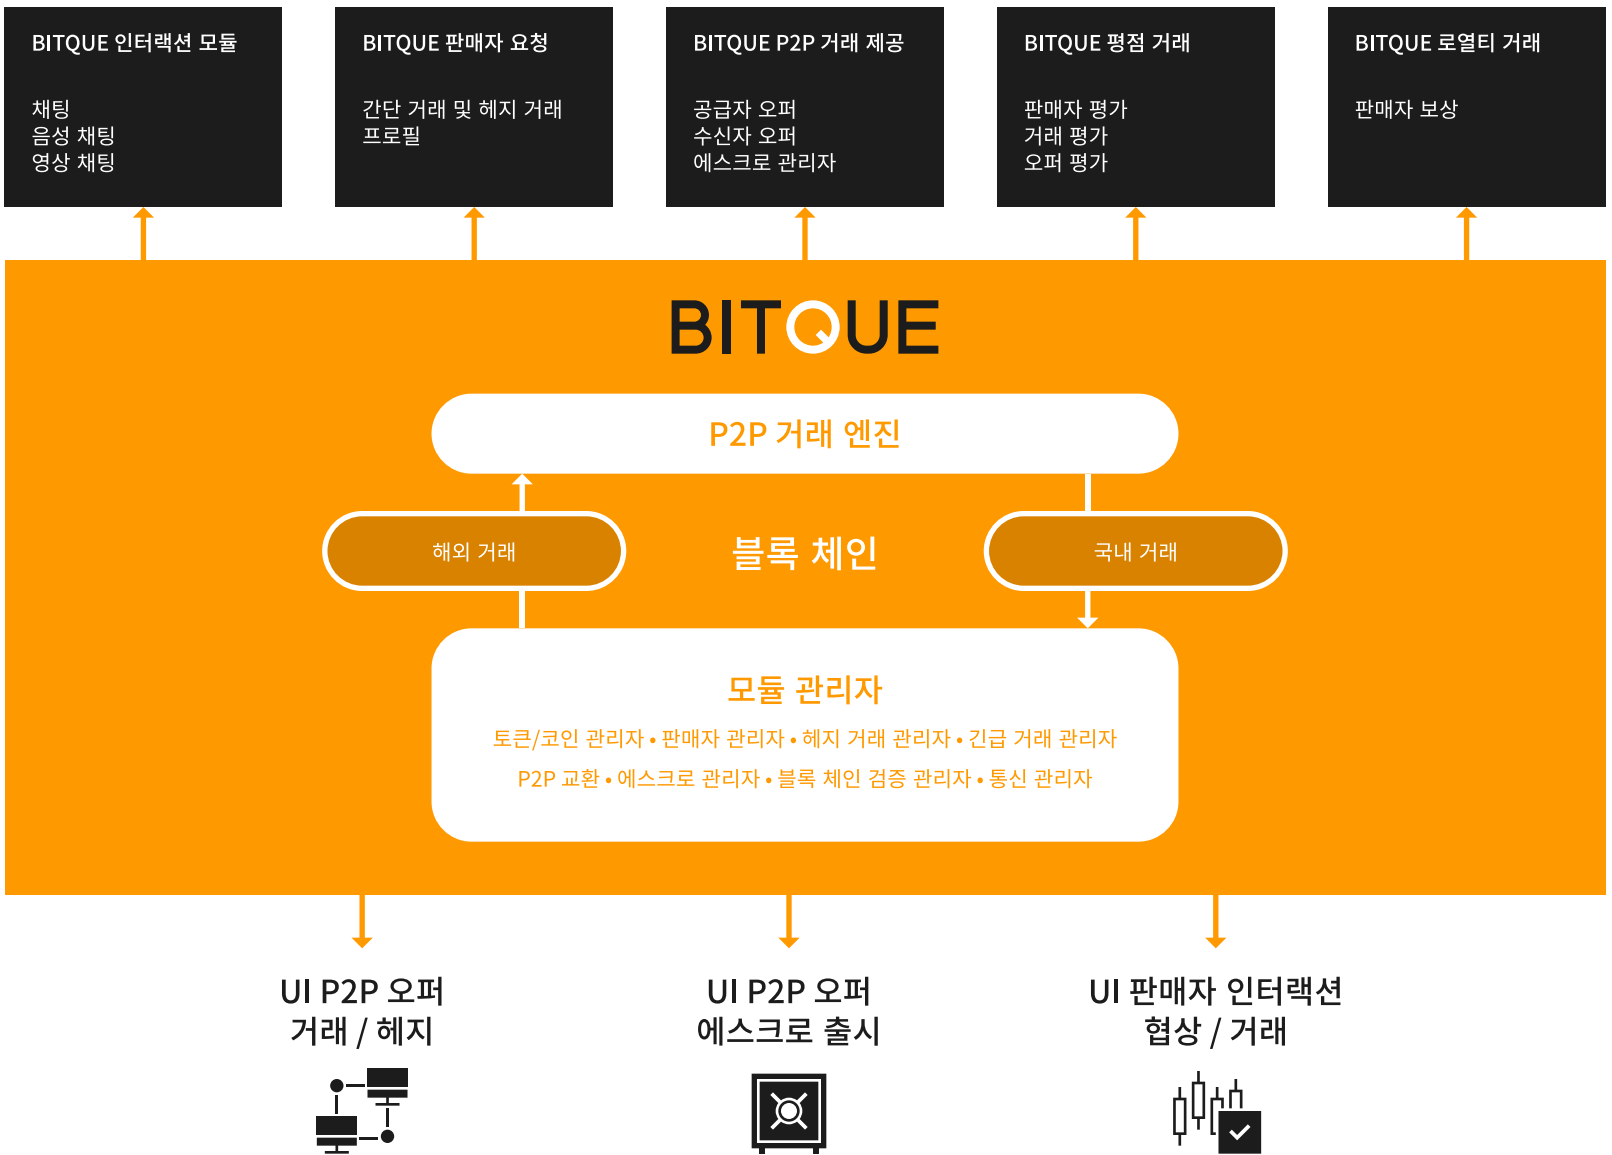 BITQUE 인터랙션 모듈
채팅
음성 채팅
영상 채팅
BITQUE 판매자 요청
간단 거래 및 헤지 거래
프로필
BITQUE P2P 거래 제공
공급자 오퍼
수신자 오퍼
에스크로 관리자
BITQUE 평점 거래
판매자 평가
거래 평가
오퍼 평가
BITQUE 로열티 거래
판매자 보상
BITQUE
P2P 거래 엔진
해외 거래
블록 체인
국내 거래
모듈 관리자
토큰/코인 관리자 • 판매자 관리자 • 헤지 거래 관리자 • 긴급 거래 관리자
P2P 교환 • 에스크로 관리자 • 블록 체인 검증 관리자 • 통신 관리자
UI P2P 오퍼
거래 / 헤지
UI P2P 오퍼
에스크로 출시
UI 판매자 인터랙션
협상 / 거래